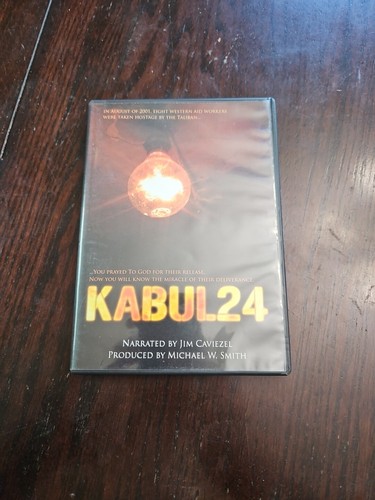 IN AUGUST OF 2001, EIGHT WESTERN AID WORKERS
WERE TAKEN HOSTAGE BY THE TALIBAN...
...YOU PRAYED TO GOD FOR THEIR RELEASE.
NOW YOU WILL KNOW THE MIRACLE OF THEIR DELIVERANCE.
KABUL24
NARRATED BY JIM CAVIEZEL
PRODUCED BY MICHAEL W. SMITH